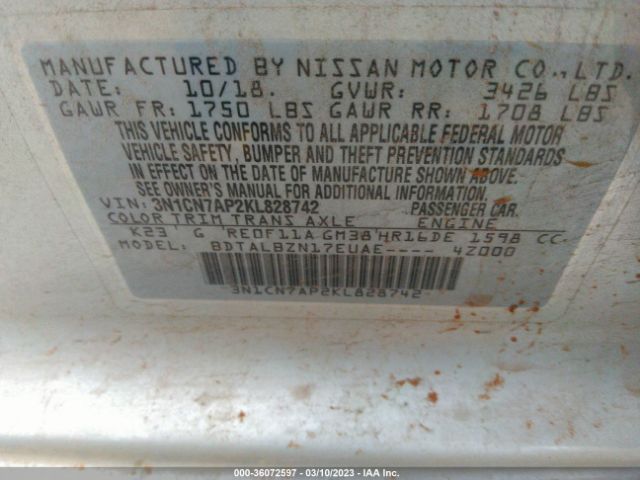 MANUFACTURED BY NISSAN MOTOR CO.,LTD.
DATE: 10/18. GVWR: 3426 LBS
GAWR FR: 1750 LBS GAWR RR: 1708 LBS
THIS VEHICLE CONFORMS TO ALL APPLICABLE FEDERAL MOTOR
VEHICLE SAFETY, BUMPER AND THEFT PREVENTION STANDARDS
IN EFFECT ON THE DATE OF MANUFACTURE SHOWN ABOVE.
SEE OWNER'S MANUAL FOR ADDITIONAL INFORMATION.
VIN: 3N1CN7AP2KL828742 PASSENGER CAR.
COLOR TRIM TRANS AXLE ENGINE
K23 G RE0F11A GM38 HR16DE 1598 CC
MODEL: BDTALBZN17EUAE---- 4Z000
3N1CN7AP2KL828742
000-36072597 - 03/10/2023 - IAA Inc.